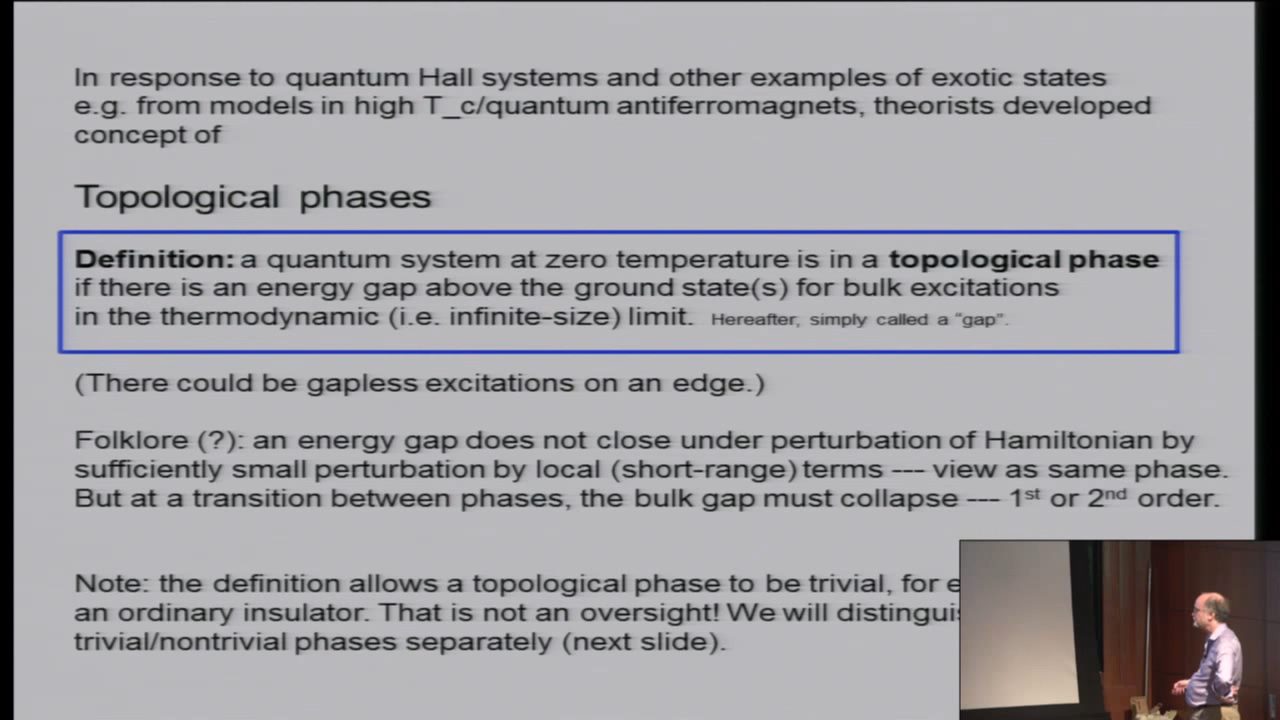 In response to quantum Hall systems and other examples of exotic states
e.g. from models in high T_c/quantum antiferromagnets, theorists developed
concept of
Topological phases
Definition: a quantum system at zero temperature is in a topological phase
if there is an energy gap above the ground state(s) for bulk excitations
in the thermodynamic (i.e. infinite-size) limit. Hereafter, simply called a “gap”.
(There could be gapless excitations on an edge.)
Folklore (?): an energy gap does not close under perturbation of Hamiltonian by
sufficiently small perturbation by local (short-range) terms --- view as same phase.
But at a transition between phases, the bulk gap must collapse --- 1st or 2nd order.
Note: the definition allows a topological phase to be trivial, for
an ordinary insulator. That is not an oversight! We will
trivial/nontrivial phases separately (next slide).